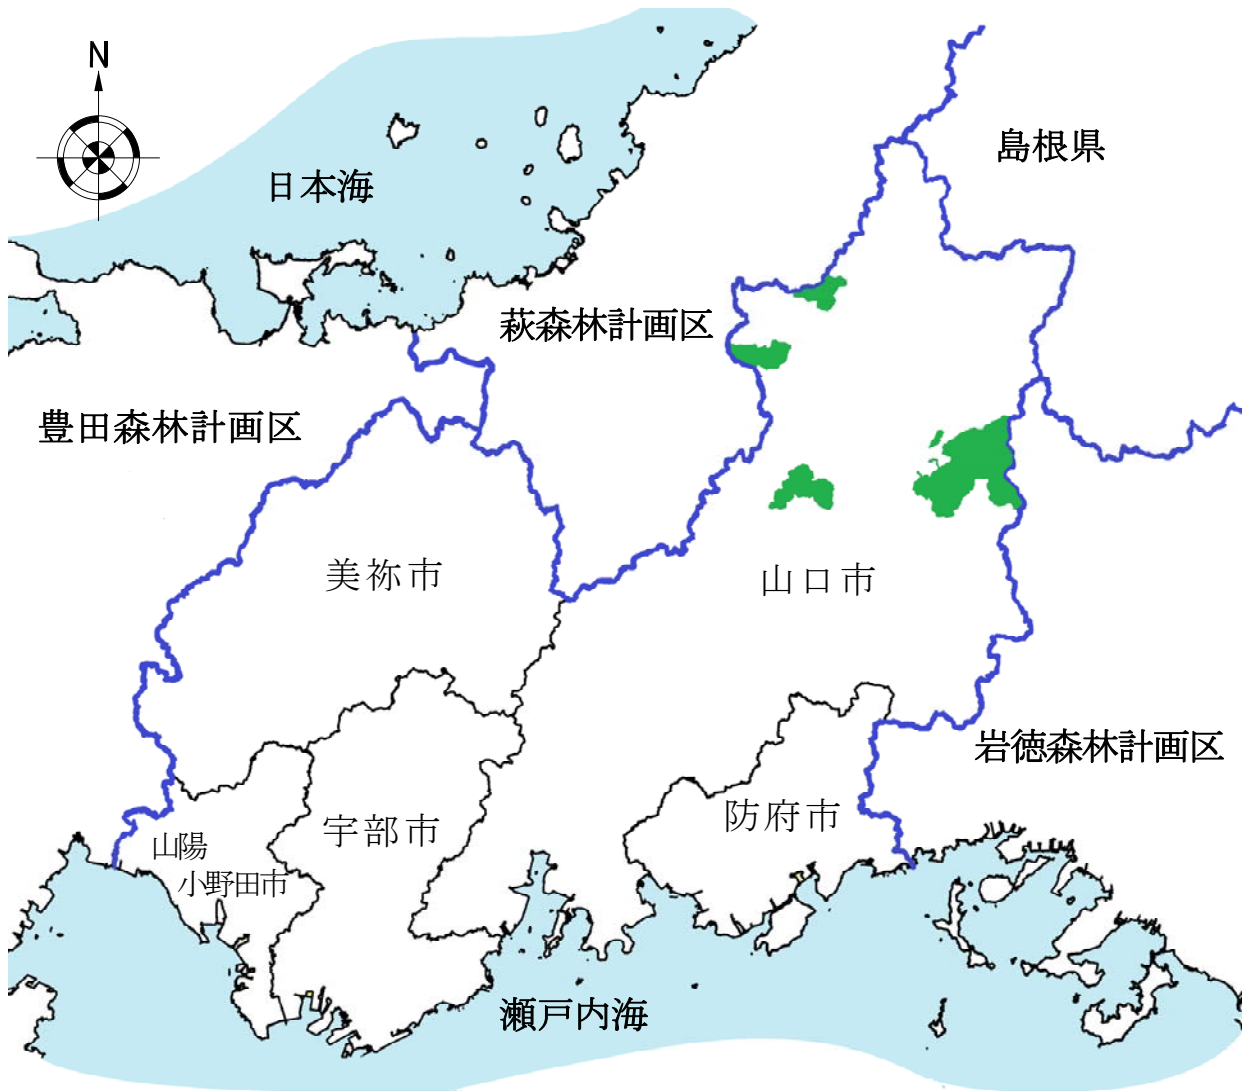 N
島根県
日本海
萩森林計画区
豊田森林計画区
美祢市
山口市
岩徳森林計画区
防府市
宇部市
山陽
小野田市
瀬戸内海